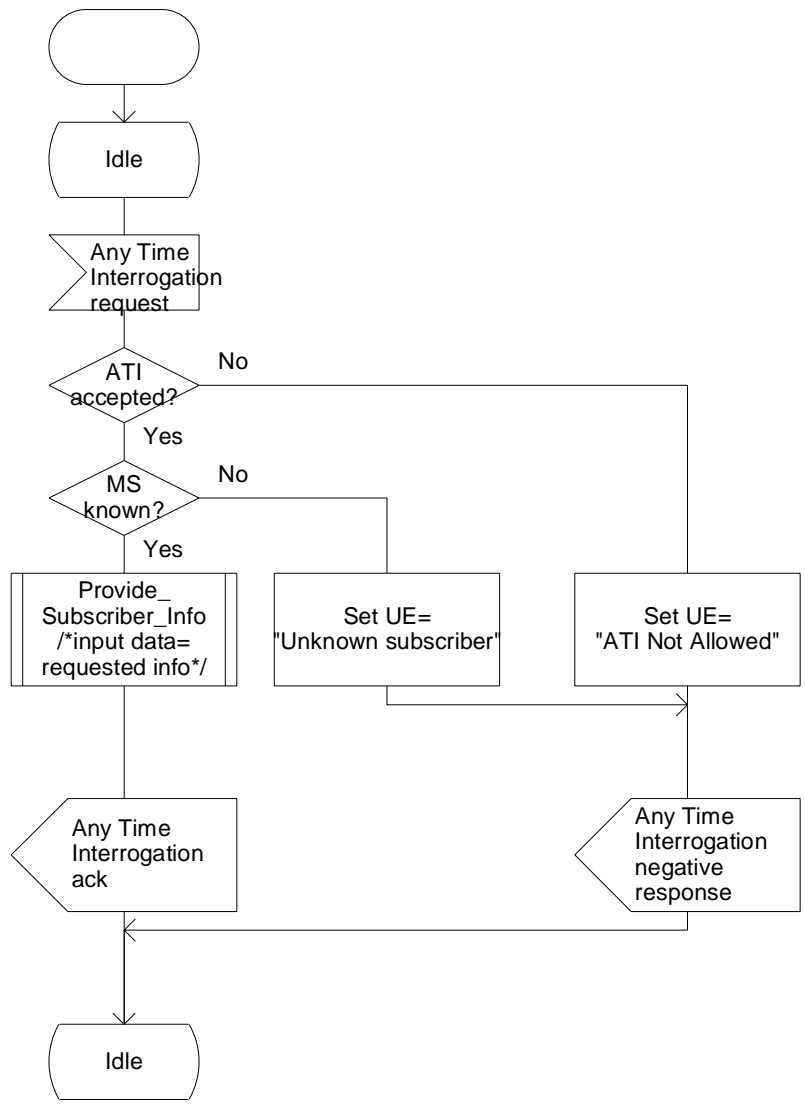 Idle
Any Time
Interrogation
request
ATI
accepted?
No
Yes
MS
known?
No
Yes
Provide_
Subscriber_Info
/*input data=
requested info*/
Set UE=
"Unknown subscriber"
Set UE=
"ATI Not Allowed"
Any Time
Interrogation
ack
Any Time
Interrogation
negative
response
Idle